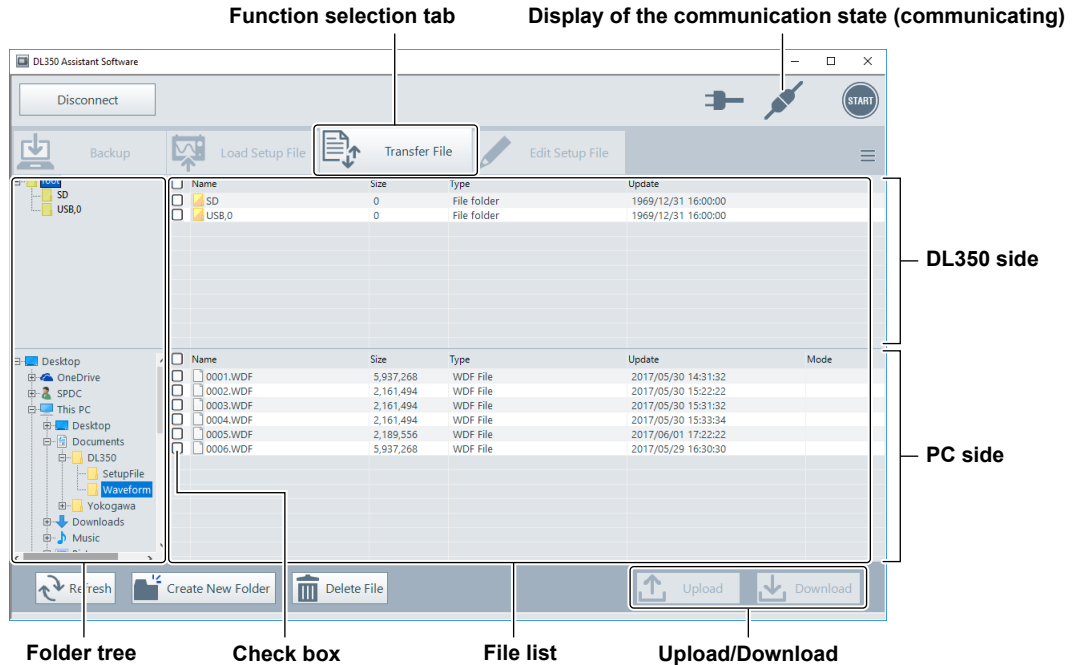 Function selection tab
Display of the communication state (communicating)
DL350 Assistant Software
Disconnect
START
Backup
Load Setup File
Transfer File
Edit Setup File
root
SD
USB,0
Name Size Type Update
SD 0 File folder 1969/12/31 16:00:00
USB,0 0 File folder 1969/12/31 16:00:00
DL350 side
Desktop
OneDrive
SPDC
This PC
Desktop
Documents
DL350
SetupFile
Waveform
Yokogawa
Downloads
Music
Name Size Type Update Mode
0001.WDF 5,937,268 WDF File 2017/05/30 14:31:32
0002.WDF 2,161,494 WDF File 2017/05/30 15:22:22
0003.WDF 2,161,494 WDF File 2017/05/30 15:31:32
0004.WDF 2,161,494 WDF File 2017/05/30 15:33:34
0005.WDF 2,189,556 WDF File 2017/06/01 17:22:22
0006.WDF 5,937,268 WDF File 2017/05/29 16:30:30
PC side
Refresh
Create New Folder
Delete File
Upload
Download
Folder tree
Check box
File list
Upload/Download